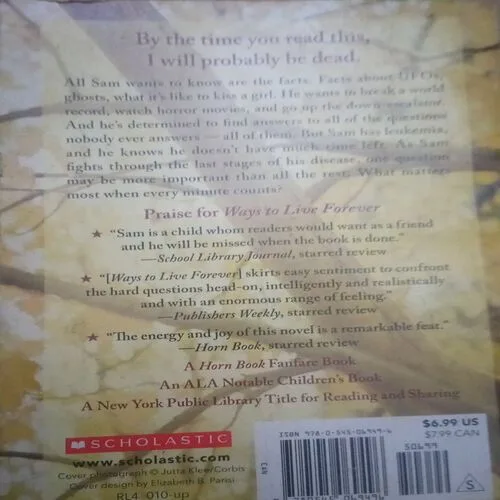 By the time you read this,
I will probably be dead.
All Sam wants to know are the facts. Facts about UFOs,
ghosts, what it's like to kiss a girl. He wants to break a world
record, watch horror movies, and go up the down escalator.
And he's determined to find answers to all of the questions
nobody ever answers — all of them. But Sam has leukemia,
and he knows he doesn't have much time left. As Sam
fights through the last stages of his disease, one question
may be more important than all the rest. What matters
most when every minute counts?
Praise for Ways to Live Forever
★ "Sam is a child whom readers would want as a friend
and he will be missed when the book is done."
—School Library Journal, starred review
★ "[Ways to Live Forever] skirts easy sentiment to confront
the hard questions head-on, intelligently and realistically
and with an enormous range of feeling."
—Publishers Weekly, starred review
★ "The energy and joy of this novel is a remarkable feat."
—Horn Book, starred review
A Horn Book Fanfare Book
An ALA Notable Children's Book
A New York Public Library Title for Reading and Sharing
SCHOLASTIC
www.scholastic.com
Cover photograph © Jutta Klee/Corbis
Cover design by Elizabeth B. Parisi
RL4 010-up
ISBN 978-0-545-06949-6
$6.99 US
$7.99 CAN
50699
EAN
S